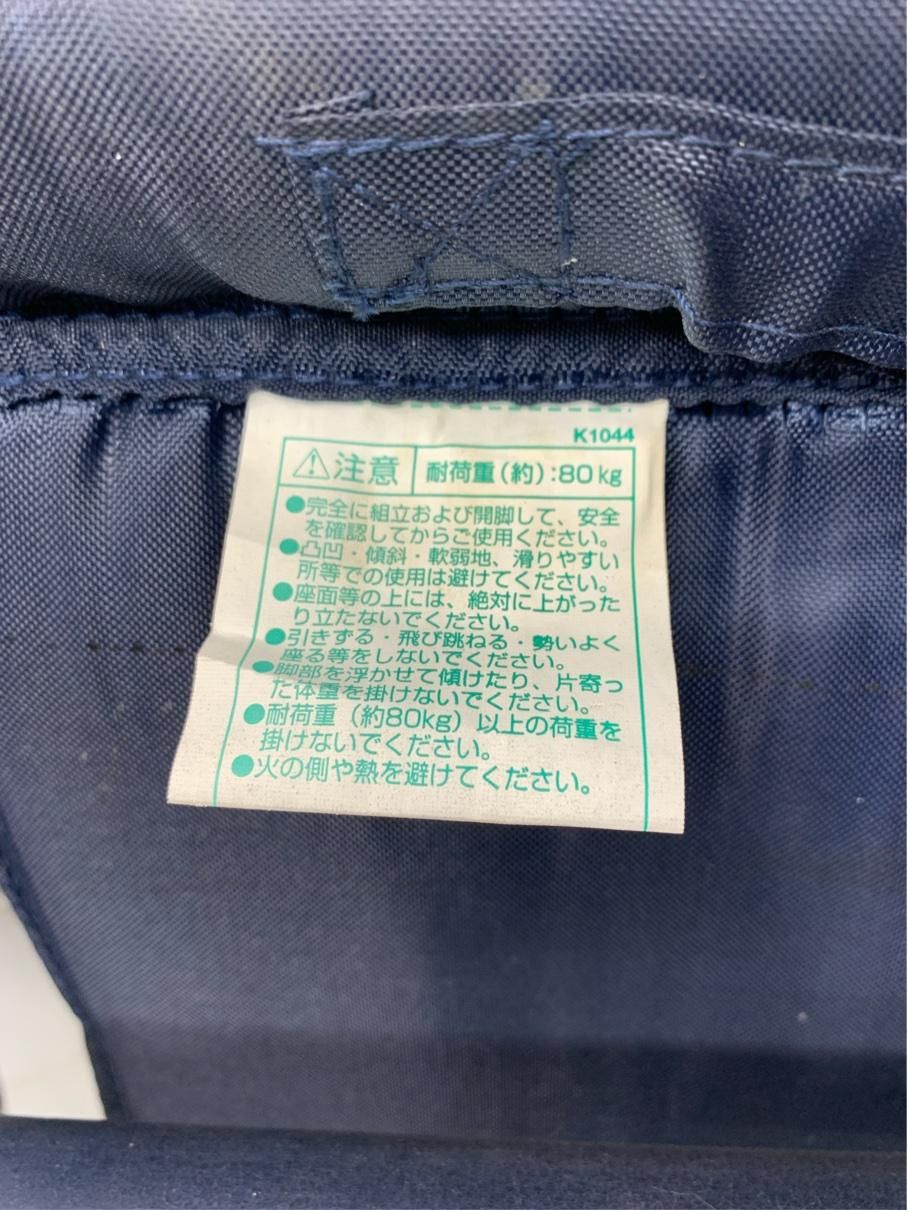 K1044
⚠注意 耐荷重(約):80kg
●完全に組立および開脚して、安全
を確認してからご使用ください。
●凸凹・傾斜・軟弱地、滑りやすい
所等での使用は避けてください。
●座面等の上には、絶対に上がった
り立たないでください。
●引きずる・飛び跳ねる・勢いよく
座る等をしないでください。
●脚部を浮かせて傾けたり、片寄っ
た体重を掛けないでください。
●耐荷重(約80kg)以上の荷重を
掛けないでください。
●火の側や熱を避けてください。